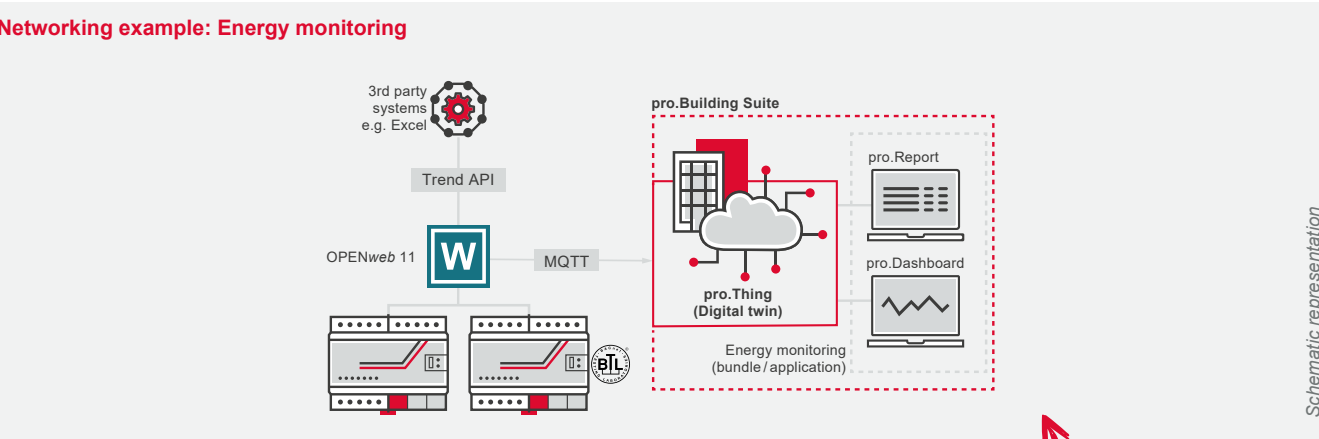 Networking example: Energy monitoring
3rd party
systems
e.g. Excel
Trend API
OPENweb 11
W
MQTT
BTL
pro.Building Suite
pro.Thing
(Digital twin)
pro.Report
pro.Dashboard
Energy monitoring
(bundle/application)
Schematic representation